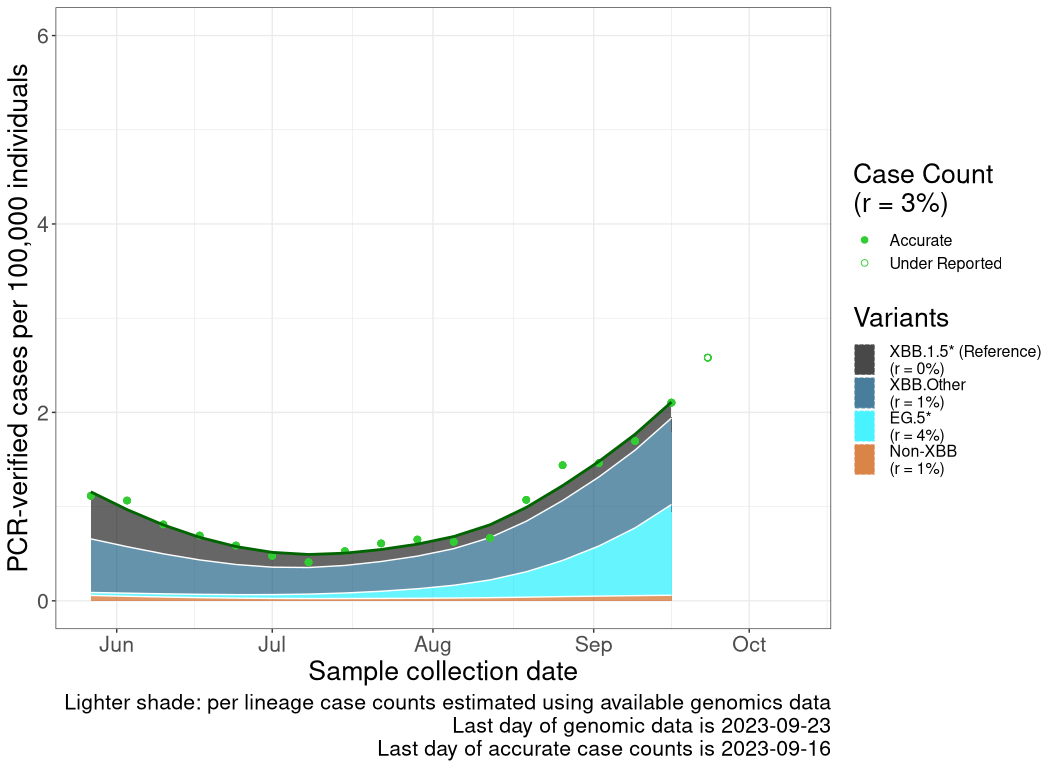 PCR-verified cases per 100,000 individuals
6
4
2
0
Jun Jul Aug Sep Oct
Sample collection date
Lighter shade: per lineage case counts estimated using available genomics data
Last day of genomic data is 2023-09-23
Last day of accurate case counts is 2023-09-16
Case Count
(r = 3%)
Accurate
Under Reported
Variants
XBB.1.5* (Reference)
(r = 0%)
XBB.Other
(r = 1%)
EG.5*
(r = 4%)
Non-XBB
(r = 1%)